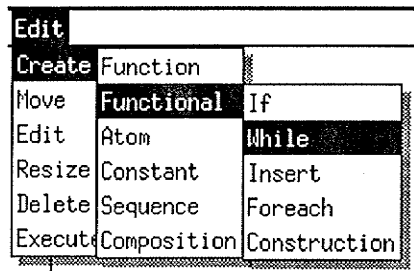 Edit
Create Function
Move Functional If
Edit Atom While
Resize Constant Insert
Delete Sequence Foreach
Execute Composition Construction